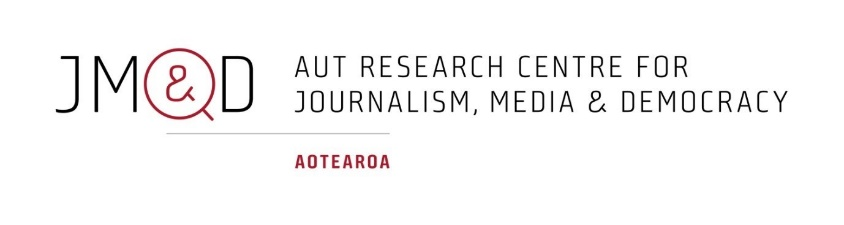 JM&D
AUT RESEARCH CENTRE FOR
JOURNALISM, MEDIA & DEMOCRACY
AOTEAROA